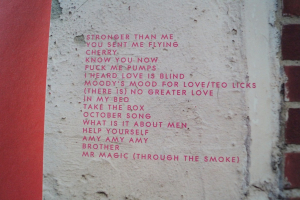 STRONGER THAN ME
YOU SENT ME FLYING
CHERRY
KNOW YOU NOW
FUCK ME PUMPS
I HEARD LOVE IS BLIND
MOODY'S MOOD FOR LOVE/TEO LICKS
(THERE IS) NO GREATER LOVE
IN MY BED
TAKE THE BOX
OCTOBER SONG
WHAT IS IT ABOUT MEN
HELP YOURSELF
AMY AMY AMY
BROTHER
MR MAGIC (THROUGH THE SMOKE)